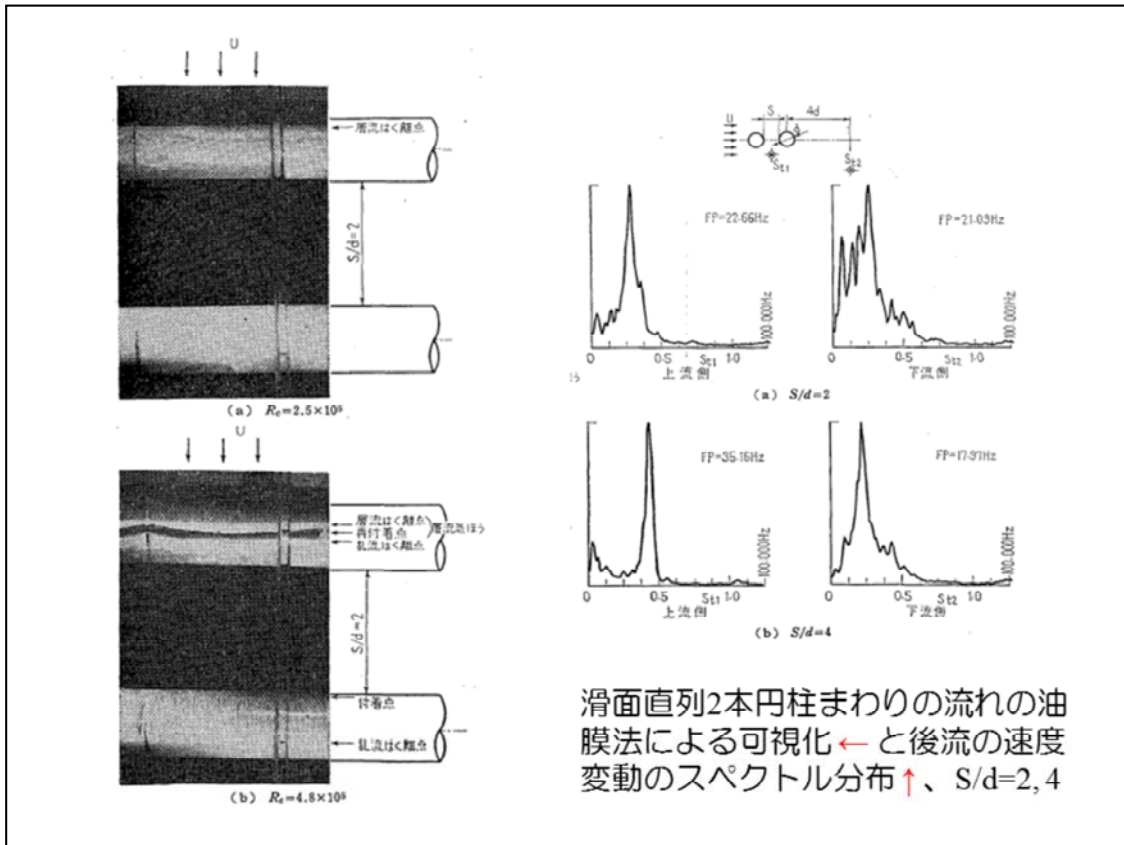 U
層流はく離点
S/d=2
(a) Re=2.5×10⁵
U
層流はく離点
再付着点
乱流はく離点
層流気ほう
S/d=2
付着点
乱流はく離点
(b) Re=4.8×10⁵
S
4d
U
d
St1
St2
FP=22.66Hz
100.000Hz
0
0.5
St1
1.0
上流側
FP=21.09Hz
100.000Hz
0
0.5
St2
1.0
下流側
(a) S/d=2
FP=35.16Hz
100.000Hz
0
0.5
St1
1.0
上流側
FP=17.97Hz
100.000Hz
0
0.5
St2
1.0
下流側
(b) S/d=4
滑面直列2本円柱まわりの流れの油
膜法による可視化←と後流の速度
変動のスペクトル分布↑、S/d=2, 4